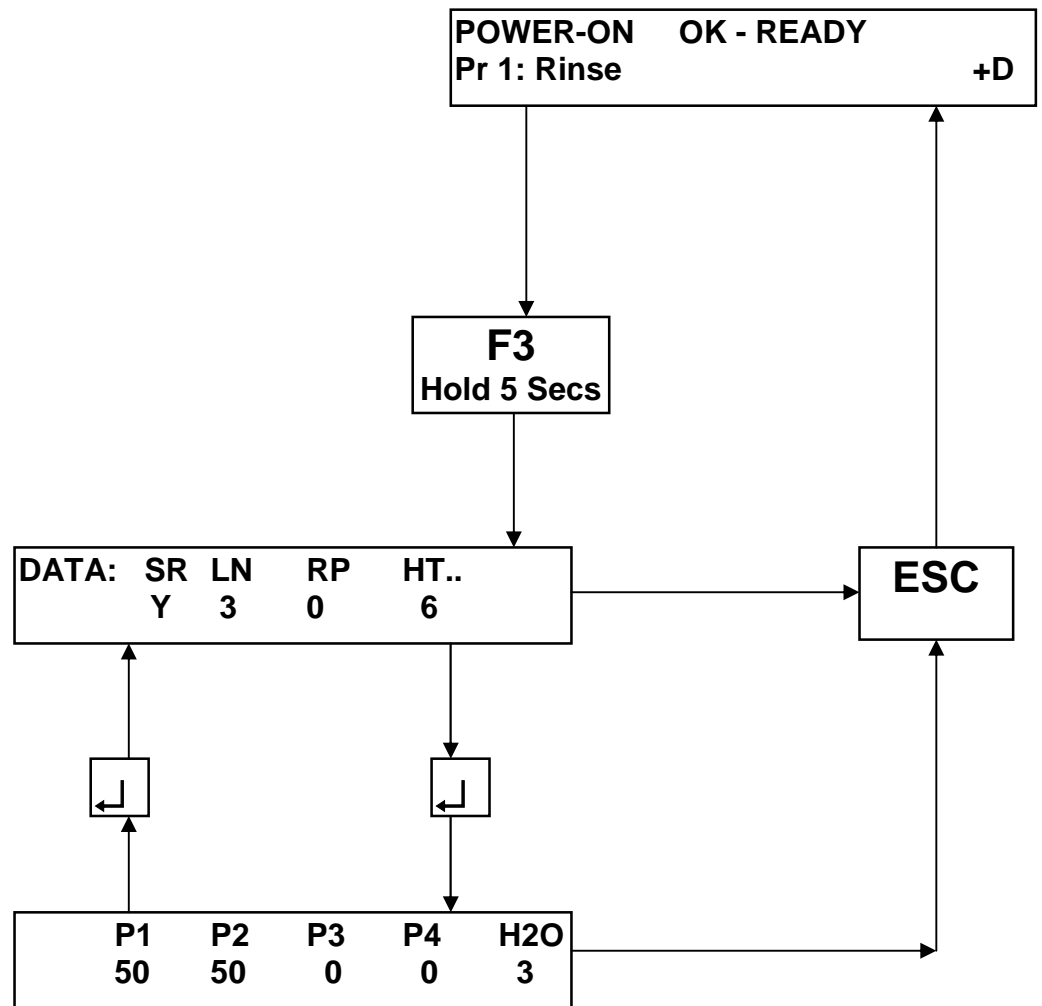 POWER-ON OK - READY
Pr 1: Rinse +D
F3
Hold 5 Secs
DATA: SR LN RP HT..
Y 3 0 6
ESC
P1 P2 P3 P4 H2O
50 50 0 0 3